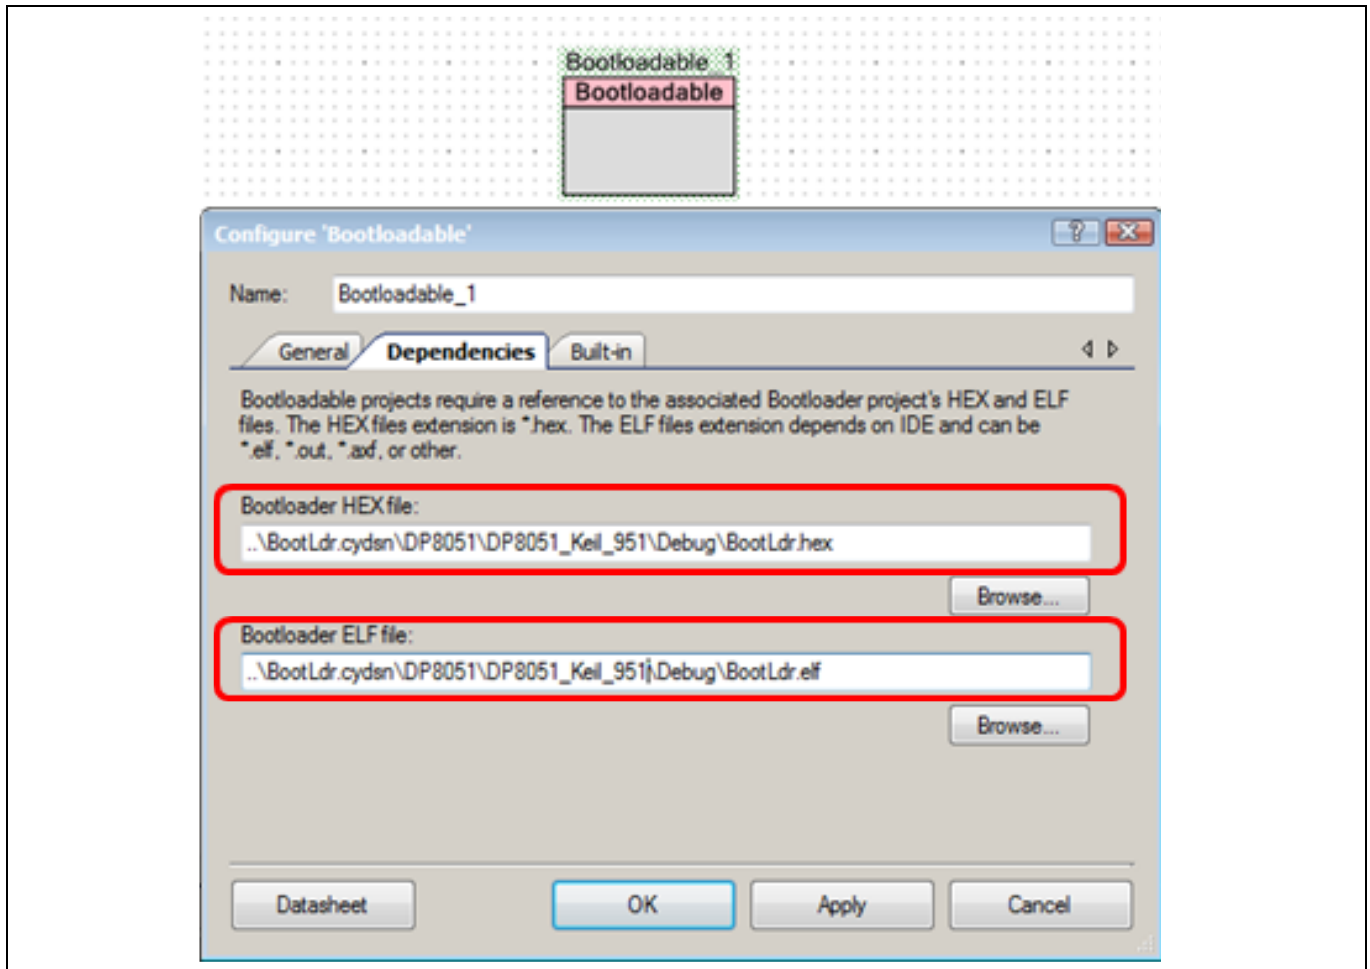 Bootloadable_1
Bootloadable
Configure 'Bootloadable'
Name: Bootloadable_1
General Dependencies Built-in
Bootloadable projects require a reference to the associated Bootloader project's HEX and ELF
files. The HEX files extension is *.hex. The ELF files extension depends on IDE and can be
*.elf, *.out, *.axf, or other.
Bootloader HEX file:
..\BootLdr.cydsn\DP8051\DP8051_Keil_951\Debug\BootLdr.hex
Browse...
Bootloader ELF file:
..\BootLdr.cydsn\DP8051\DP8051_Keil_951\Debug\BootLdr.elf
Browse...
Datasheet OK Apply Cancel